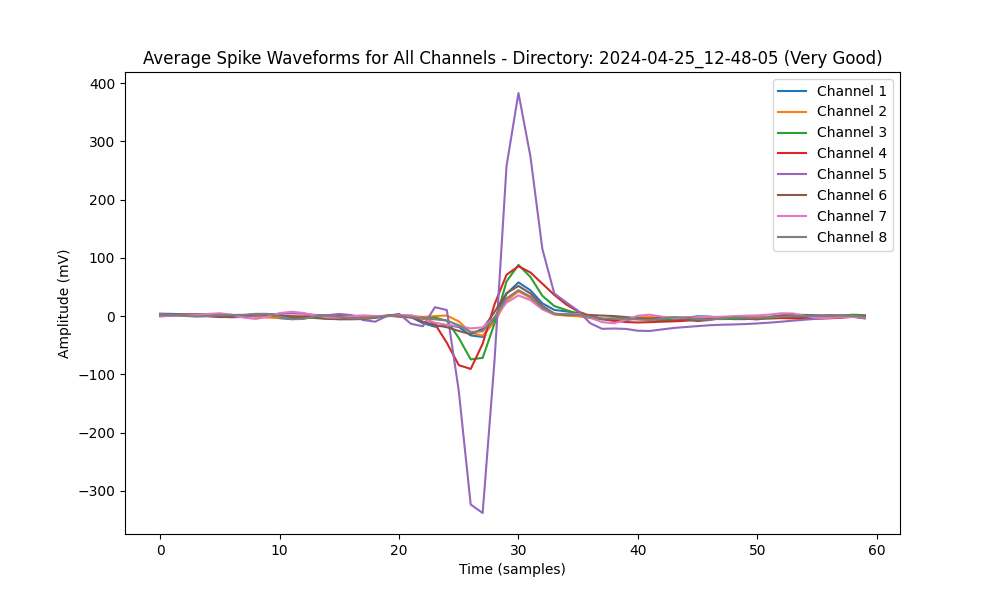 Average Spike Waveforms for All Channels - Directory: 2024-04-25_12-48-05 (Very Good)
400
300
200
100
0
−100
−200
−300
Amplitude (mV)
Channel 1
Channel 2
Channel 3
Channel 4
Channel 5
Channel 6
Channel 7
Channel 8
0 10 20 30 40 50 60
Time (samples)